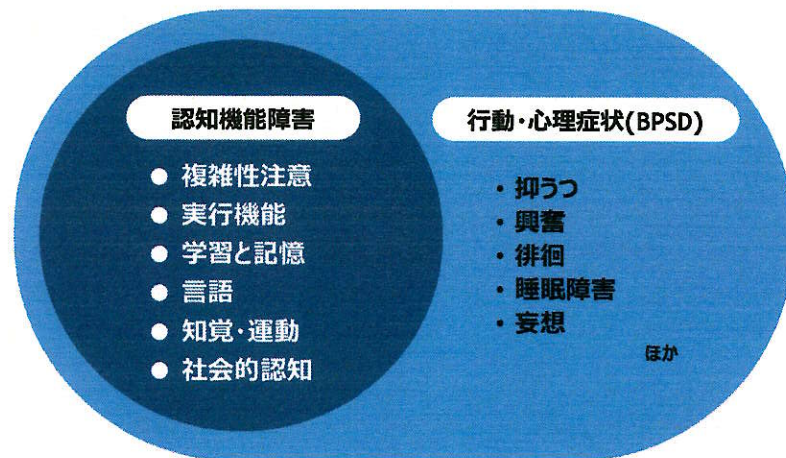 認知機能障害
● 複雑性注意
● 実行機能
● 学習と記憶
● 言語
● 知覚・運動
● 社会的認知
行動・心理症状(BPSD)
・抑うつ
・興奮
・徘徊
・睡眠障害
・妄想
ほか